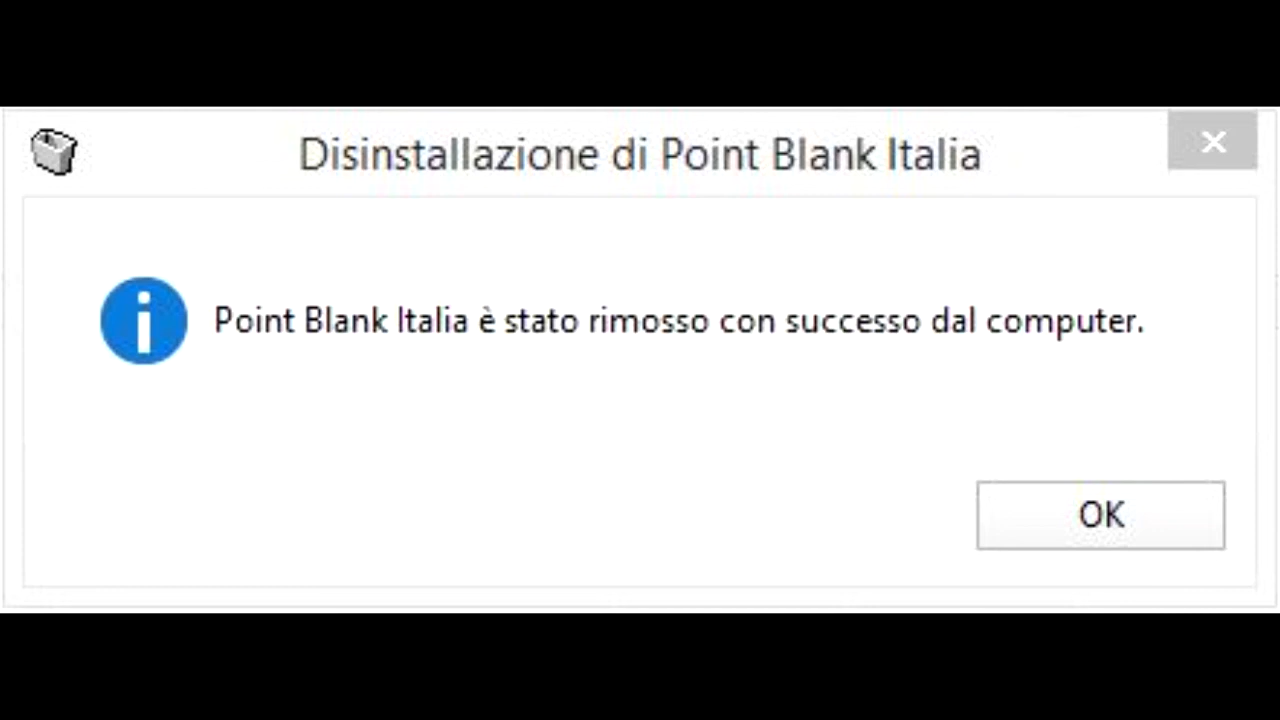 Disinstallazione di Point Blank Italia
Point Blank Italia è stato rimosso con successo dal computer.
OK